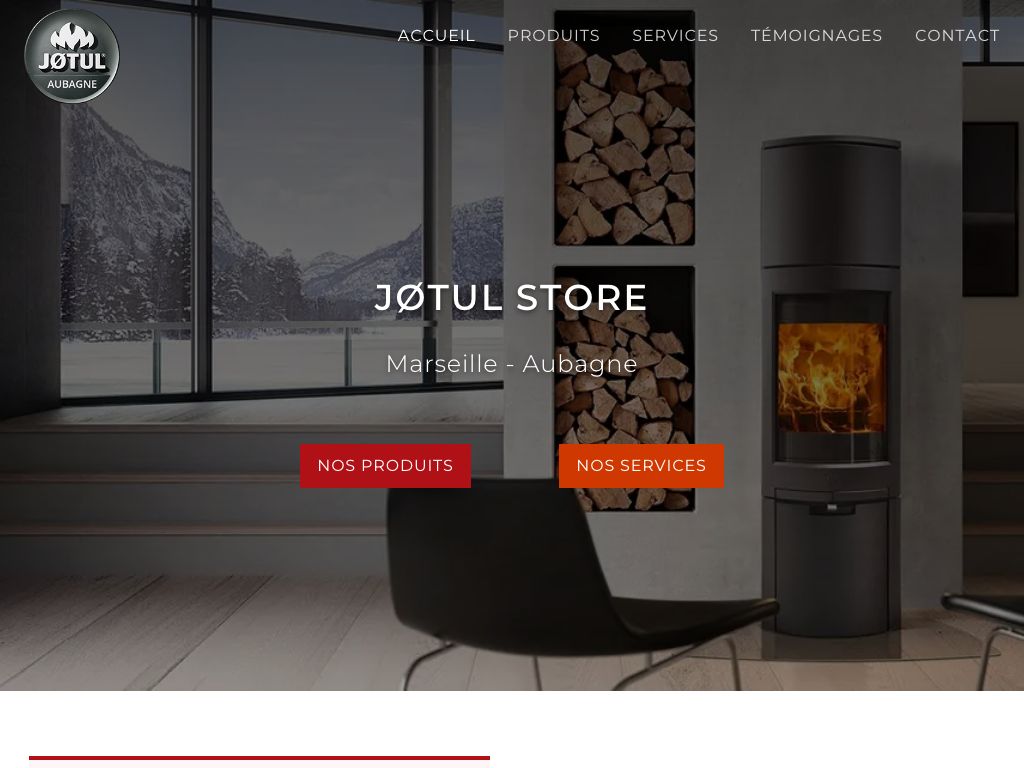 JØTUL
AUBAGNE
ACCUEIL
PRODUITS
SERVICES
TÉMOIGNAGES
CONTACT
JØTUL STORE
Marseille - Aubagne
NOS PRODUITS
NOS SERVICES